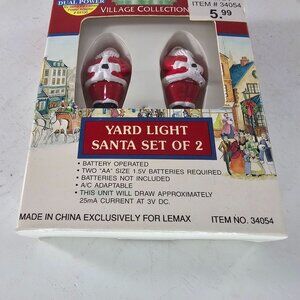 DUAL POWER
VILLAGE COLLECTION
ITEM # 34054
5.99
YARD LIGHT
SANTA SET OF 2
• BATTERY OPERATED
• TWO "AA" SIZE 1.5V BATTERIES REQUIRED
• BATTERIES NOT INCLUDED
• A/C ADAPTABLE
• THIS UNIT WILL DRAW APPROXIMATELY
25mA CURRENT AT 3V DC.
MADE IN CHINA EXCLUSIVELY FOR LEMAX
ITEM NO. 34054